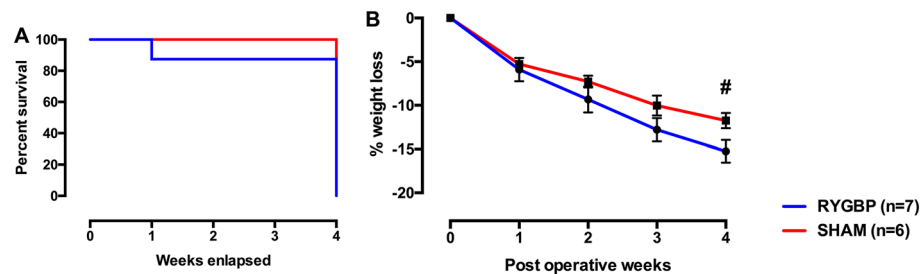 A
Percent survival
100
80
60
40
20
0
0 1 2 3 4
Weeks enlapsed
B
% weight loss
0
-5
-10
-15
-20
#
0 1 2 3 4
Post operative weeks
RYGBP (n=7)
SHAM (n=6)